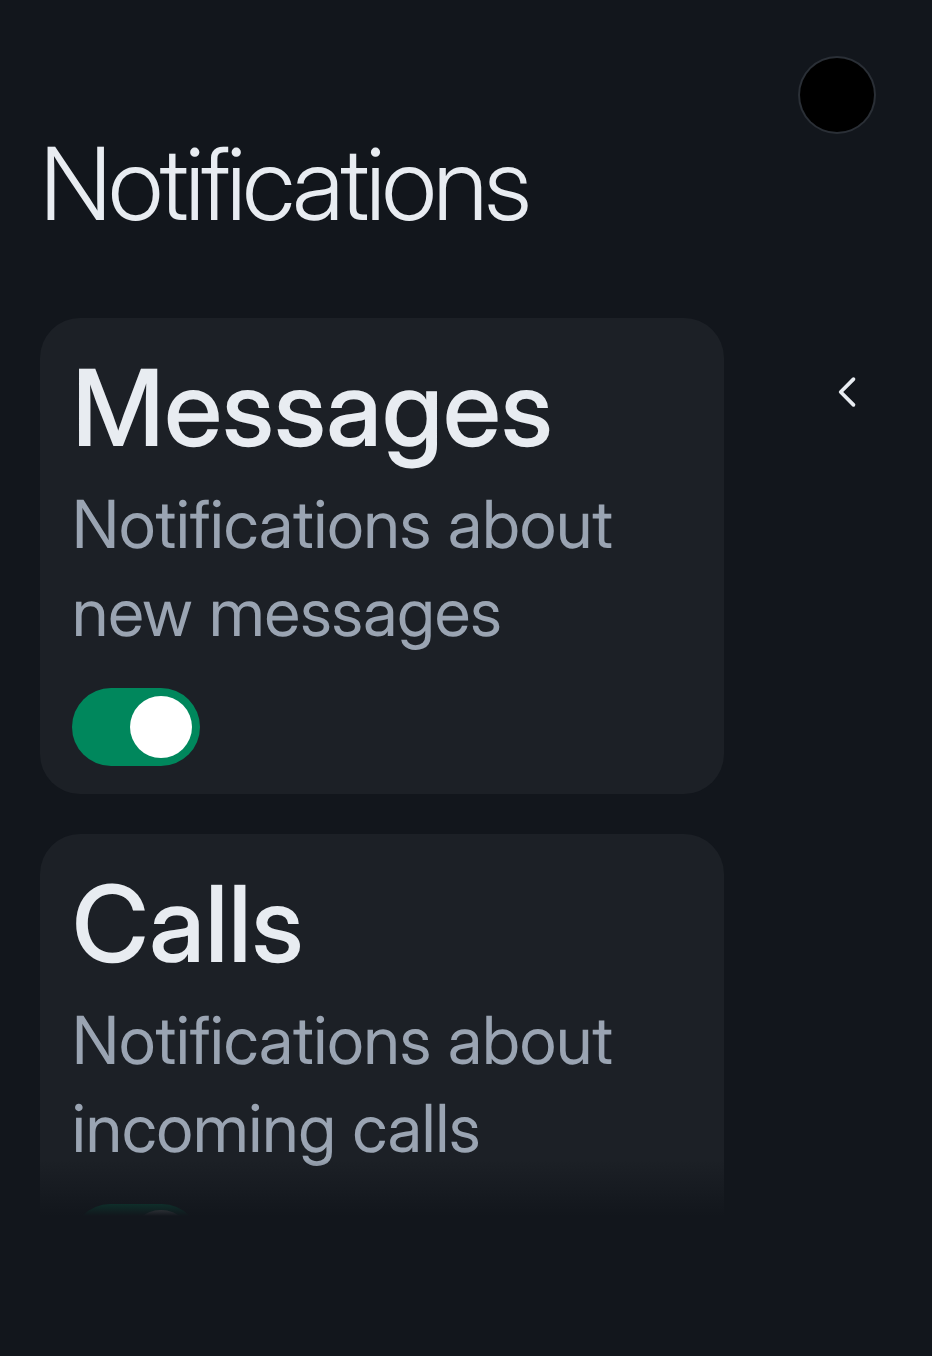 Notifications
Messages
Notifications about
new messages
Calls
Notifications about
incoming calls